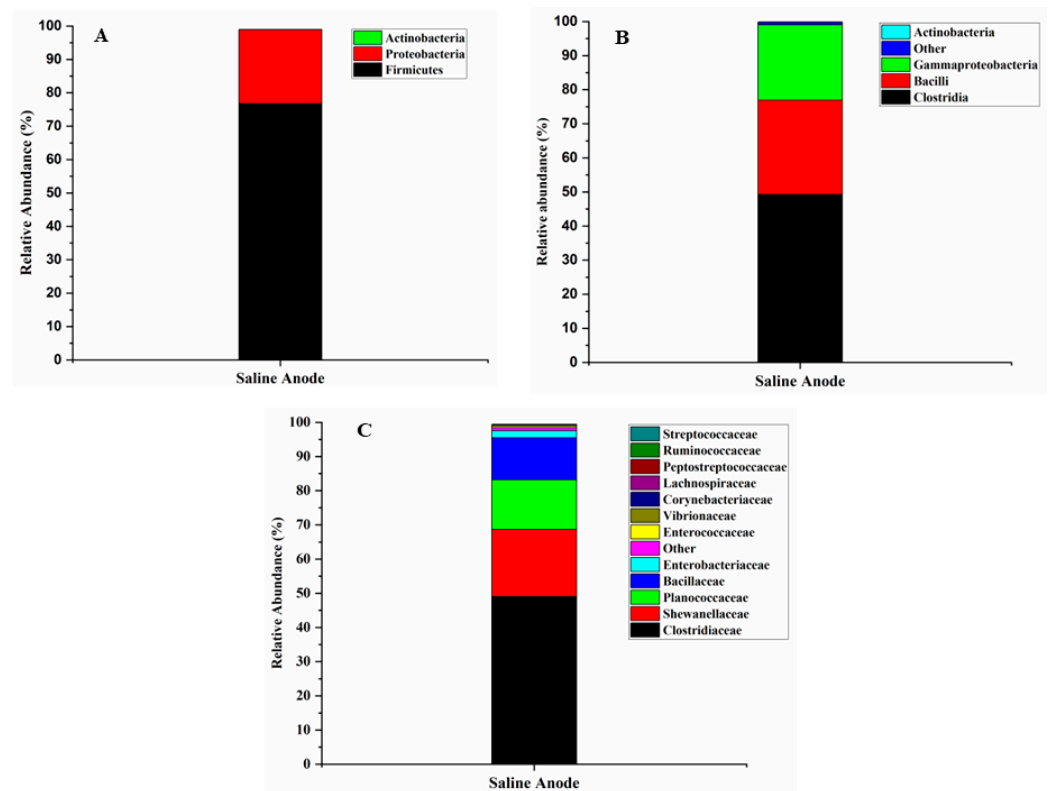 A
Relative Abundance (%)
100
90
80
70
60
50
40
30
20
10
0
Saline Anode
Actinobacteria
Proteobacteria
Firmicutes
B
Relative abundance (%)
100
90
80
70
60
50
40
30
20
10
0
Saline Anode
Actinobacteria
Other
Gammaproteobacteria
Bacilli
Clostridia
C
Relative Abundance (%)
100
90
80
70
60
50
40
30
20
10
0
Saline Anode
Streptococcaceae
Ruminococcaceae
Peptostreptococcaceae
Lachnospiraceae
Corynebacteriaceae
Vibrionaceae
Enterococcaceae
Other
Enterobacteriaceae
Bacillaceae
Planococcaceae
Shewanellaceae
Clostridiaceae